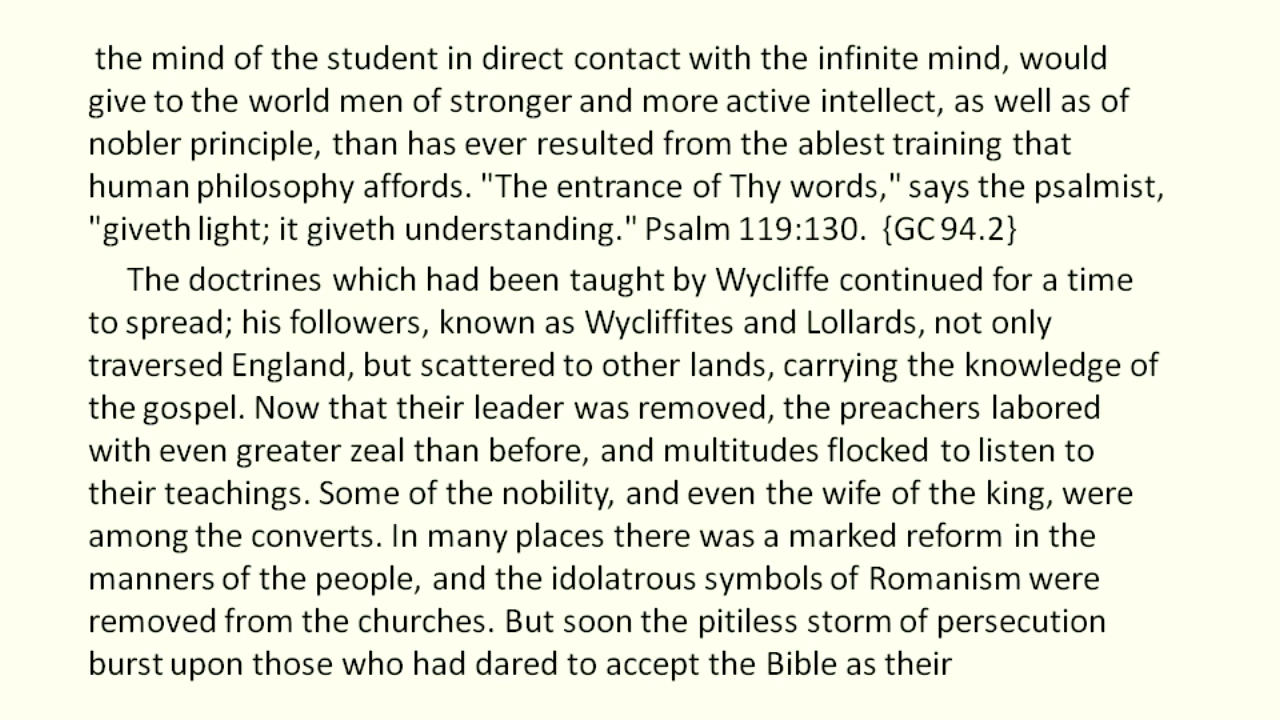 the mind of the student in direct contact with the infinite mind, would
give to the world men of stronger and more active intellect, as well as of
nobler principle, than has ever resulted from the ablest training that
human philosophy affords. "The entrance of Thy words," says the psalmist,
"giveth light; it giveth understanding." Psalm 119:130. {GC 94.2}
The doctrines which had been taught by Wycliffe continued for a time
to spread; his followers, known as Wycliffites and Lollards, not only
traversed England, but scattered to other lands, carrying the knowledge of
the gospel. Now that their leader was removed, the preachers labored
with even greater zeal than before, and multitudes flocked to listen to
their teachings. Some of the nobility, and even the wife of the king, were
among the converts. In many places there was a marked reform in the
manners of the people, and the idolatrous symbols of Romanism were
removed from the churches. But soon the pitiless storm of persecution
burst upon those who had dared to accept the Bible as their